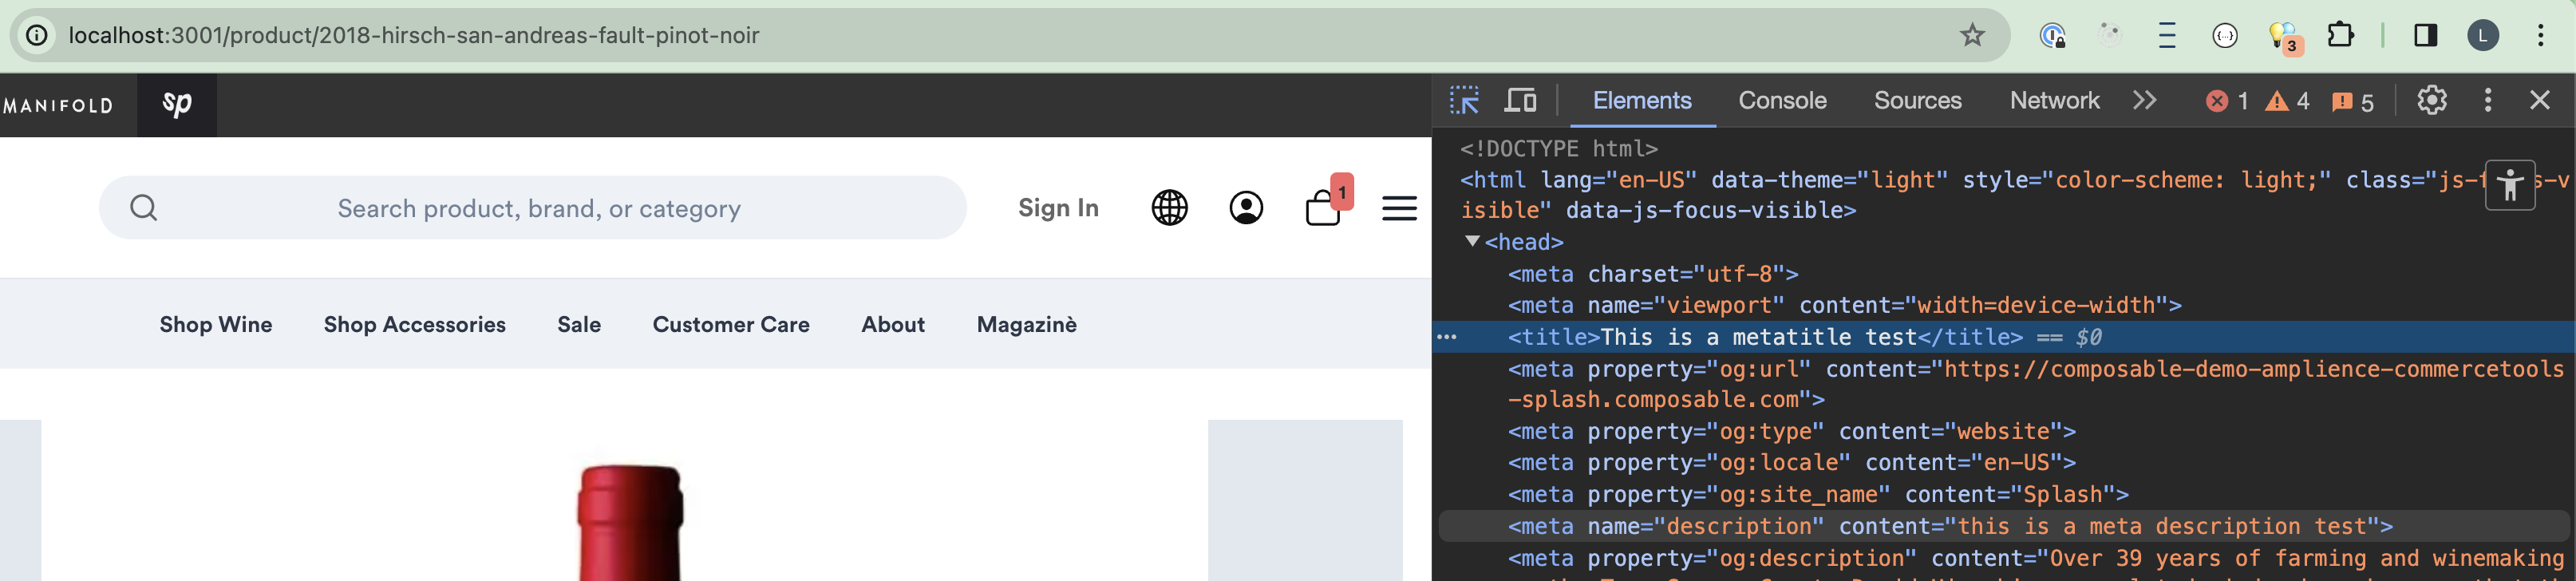 localhost:3001/product/2018-hirsch-san-andreas-fault-pinot-noir
3
L
MANIFOLD
sp
Elements
Console
Sources
Network
1
4
5
Search product, brand, or category
Sign In
1
Shop Wine
Shop Accessories
Sale
Customer Care
About
Magazinè
<!DOCTYPE html>
<html lang="en-US" data-theme="light" style="color-scheme: light;" class="js-f s-v
isible" data-js-focus-visible>
<head>
<meta charset="utf-8">
<meta name="viewport" content="width=device-width">
<title>This is a metatitle test</title> == $0
<meta property="og:url" content="https://composable-demo-amplience-commercetools
-splash.composable.com">
<meta property="og:type" content="website">
<meta property="og:locale" content="en-US">
<meta property="og:site_name" content="Splash">
<meta name="description" content="this is a meta description test">
<meta property="og:description" content="Over 39 years of farming and winemaking